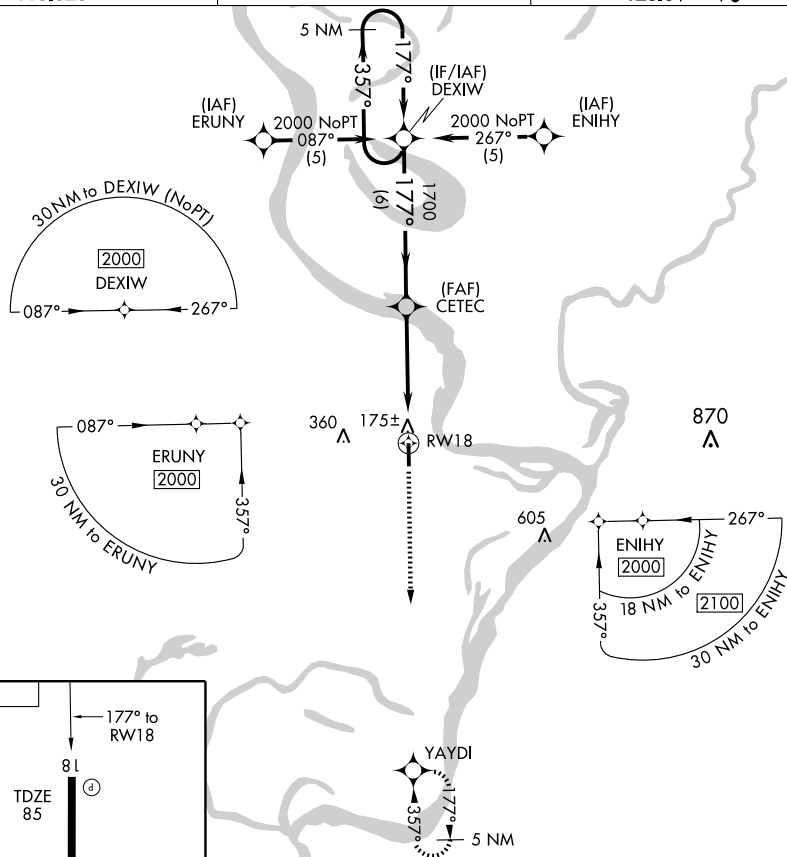 5 NM
177°
357°
(IF/IAF)
DEXIW
(IAF)
ERUNY
2000 NoPT
087°
(5)
2000 NoPT
267°
(5)
(IAF)
ENIHY
1700
177°
(6)
30 NM to DEXIW (NoPT)
2000
DEXIW
087°
267°
(FAF)
CETEC
360
175±
RW18
870
087°
ERUNY
2000
357°
30 NM to ERUNY
605
267°
ENIHY
2000
18 NM to ENIHY
2100
357°
30 NM to ENIHY
177° to
RW18
18
P
TDZE
85
YAYDI
357°
177°
5 NM